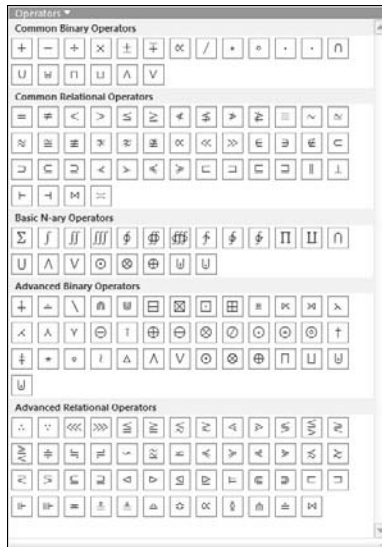 Operators
Common Binary Operators
+ − ÷ × ± ∓ ∝ / * ∘ ∙ ⋅ ∩
∪ ⊎ ⊓ ⊔ ∧ ∨
Common Relational Operators
= ≠ < > ≤ ≥ ≮ ≰ ≯ ≱ ≡ ∼ ≃
≈ ≅ ≢ ≄ ≉ ≇ ∝ ≪ ≫ ∈ ∋ ∉ ⊂
⊃ ⊆ ⊇ ≺ ≻ ≼ ≽ ⊏ ⊐ ⊑ ⊒ ∥ ⊥
⊢ ⊣ ⋈ ≍
Basic N-ary Operators
∑ ∫ ∬ ∭ ∮ ∯ ∰ ∱ ∲ ∳ ∏ ∐ ∩
∪ ∧ ∨ ⊙ ⊗ ⊕ ⊎
Advanced Binary Operators
∔ ∸ ∖ ⋒ ⋓ ⊟ ⊠ ⊡ ⊞ ⋉ ⋊ ⋋
⋌ ⋏ ⋎ ⊝ ⊺ ⊕ ⊖ ⊗ ⊘ ⊙ ⊚ †
‡ ⋆ ≀ △ ∧ ∨ ⊙ ⊗ ⊕ ⊓ ⊔ ⊎
Advanced Relational Operators
∴ ∵ ⋘ ⋙ ≦ ≧ ≲ ≳ ⋖ ⋗ ≶ ⋚ ≷
⋛ ≑ ≒ ≓ ∽ ≊ ⋍ ≼ ≽ ⋞ ⋟ ≾ ≿
⊆ ⊇ ⊲ ⊳ ⊴ ⊵ ⊨ ⋐ ⋑ ⊏ ⊐
⊩ ⊪ ≖ ≗ ≜ ≏ ≎ ∝ ≬ ⋔ ≐ ⋈